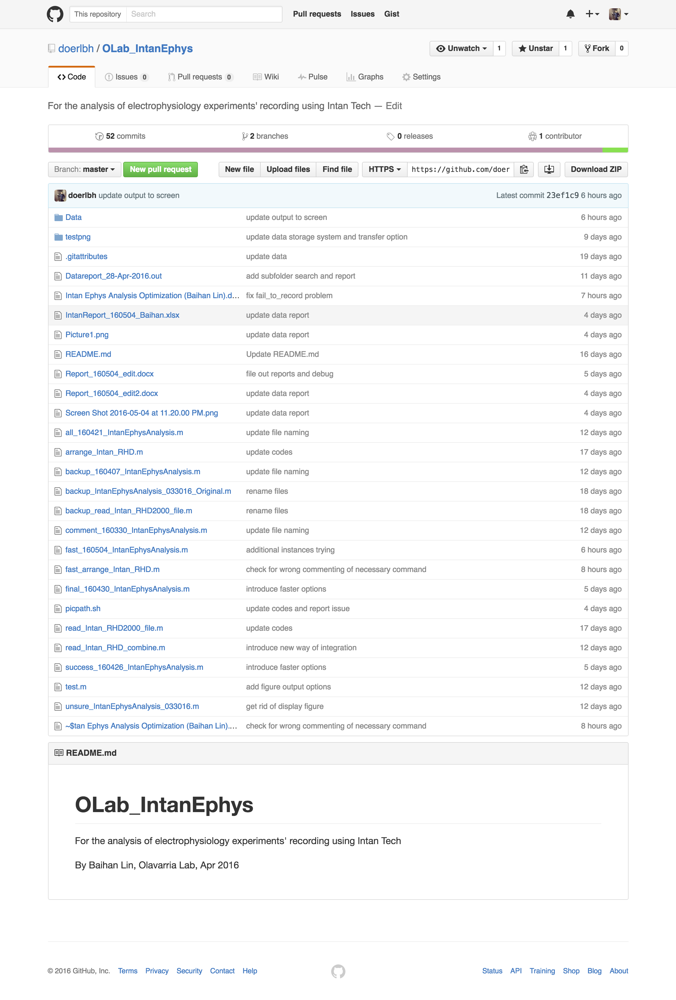 This repository Search Pull requests Issues Gist
doerlbh / OLab_IntanEphys Unwatch 1 Unstar 1 Fork 0
Code Issues 0 Pull requests 0 Wiki Pulse Graphs Settings
For the analysis of electrophysiology experiments' recording using Intan Tech — Edit
52 commits 2 branches 0 releases 1 contributor
Branch: master New pull request New file Upload files Find file HTTPS https://github.com/doer Download ZIP
doerlbh update output to screen Latest commit 23ef1c9 6 hours ago
Data update output to screen 6 hours ago
testpng update data storage system and transfer option 9 days ago
.gitattributes update data 19 days ago
Datareport_28-Apr-2016.out add subfolder search and report 11 days ago
Intan Ephys Analysis Optimization (Baihan Lin).d… fix fail_to_record problem 7 hours ago
IntanReport_160504_Baihan.xlsx update data report 4 days ago
Picture1.png update data report 4 days ago
README.md Update README.md 16 days ago
Report_160504_edit.docx file out reports and debug 5 days ago
Report_160504_edit2.docx update data report 4 days ago
Screen Shot 2016-05-04 at 11.20.00 PM.png update data report 4 days ago
all_160421_IntanEphysAnalysis.m update file naming 12 days ago
arrange_Intan_RHD.m update codes 17 days ago
backup_160407_IntanEphysAnalysis.m update file naming 12 days ago
backup_IntanEphysAnalysis_033016_Original.m rename files 18 days ago
backup_read_Intan_RHD2000_file.m rename files 18 days ago
comment_160330_IntanEphysAnalysis.m update file naming 12 days ago
fast_160504_IntanEphysAnalysis.m additional instances trying 6 hours ago
fast_arrange_Intan_RHD.m check for wrong commenting of necessary command 8 hours ago
final_160430_IntanEphysAnalysis.m introduce faster options 5 days ago
picpath.sh update codes and report issue 4 days ago
read_Intan_RHD2000_file.m update codes 17 days ago
read_Intan_RHD_combine.m introduce new way of integration 12 days ago
success_160426_IntanEphysAnalysis.m introduce faster options 5 days ago
test.m add figure output options 12 days ago
unsure_IntanEphysAnalysis_033016.m get rid of display figure 12 days ago
~$tan Ephys Analysis Optimization (Baihan Lin).… check for wrong commenting of necessary command 8 hours ago
README.md
OLab_IntanEphys
For the analysis of electrophysiology experiments' recording using Intan Tech
By Baihan Lin, Olavarria Lab, Apr 2016
© 2016 GitHub, Inc. Terms Privacy Security Contact Help Status API Training Shop Blog About